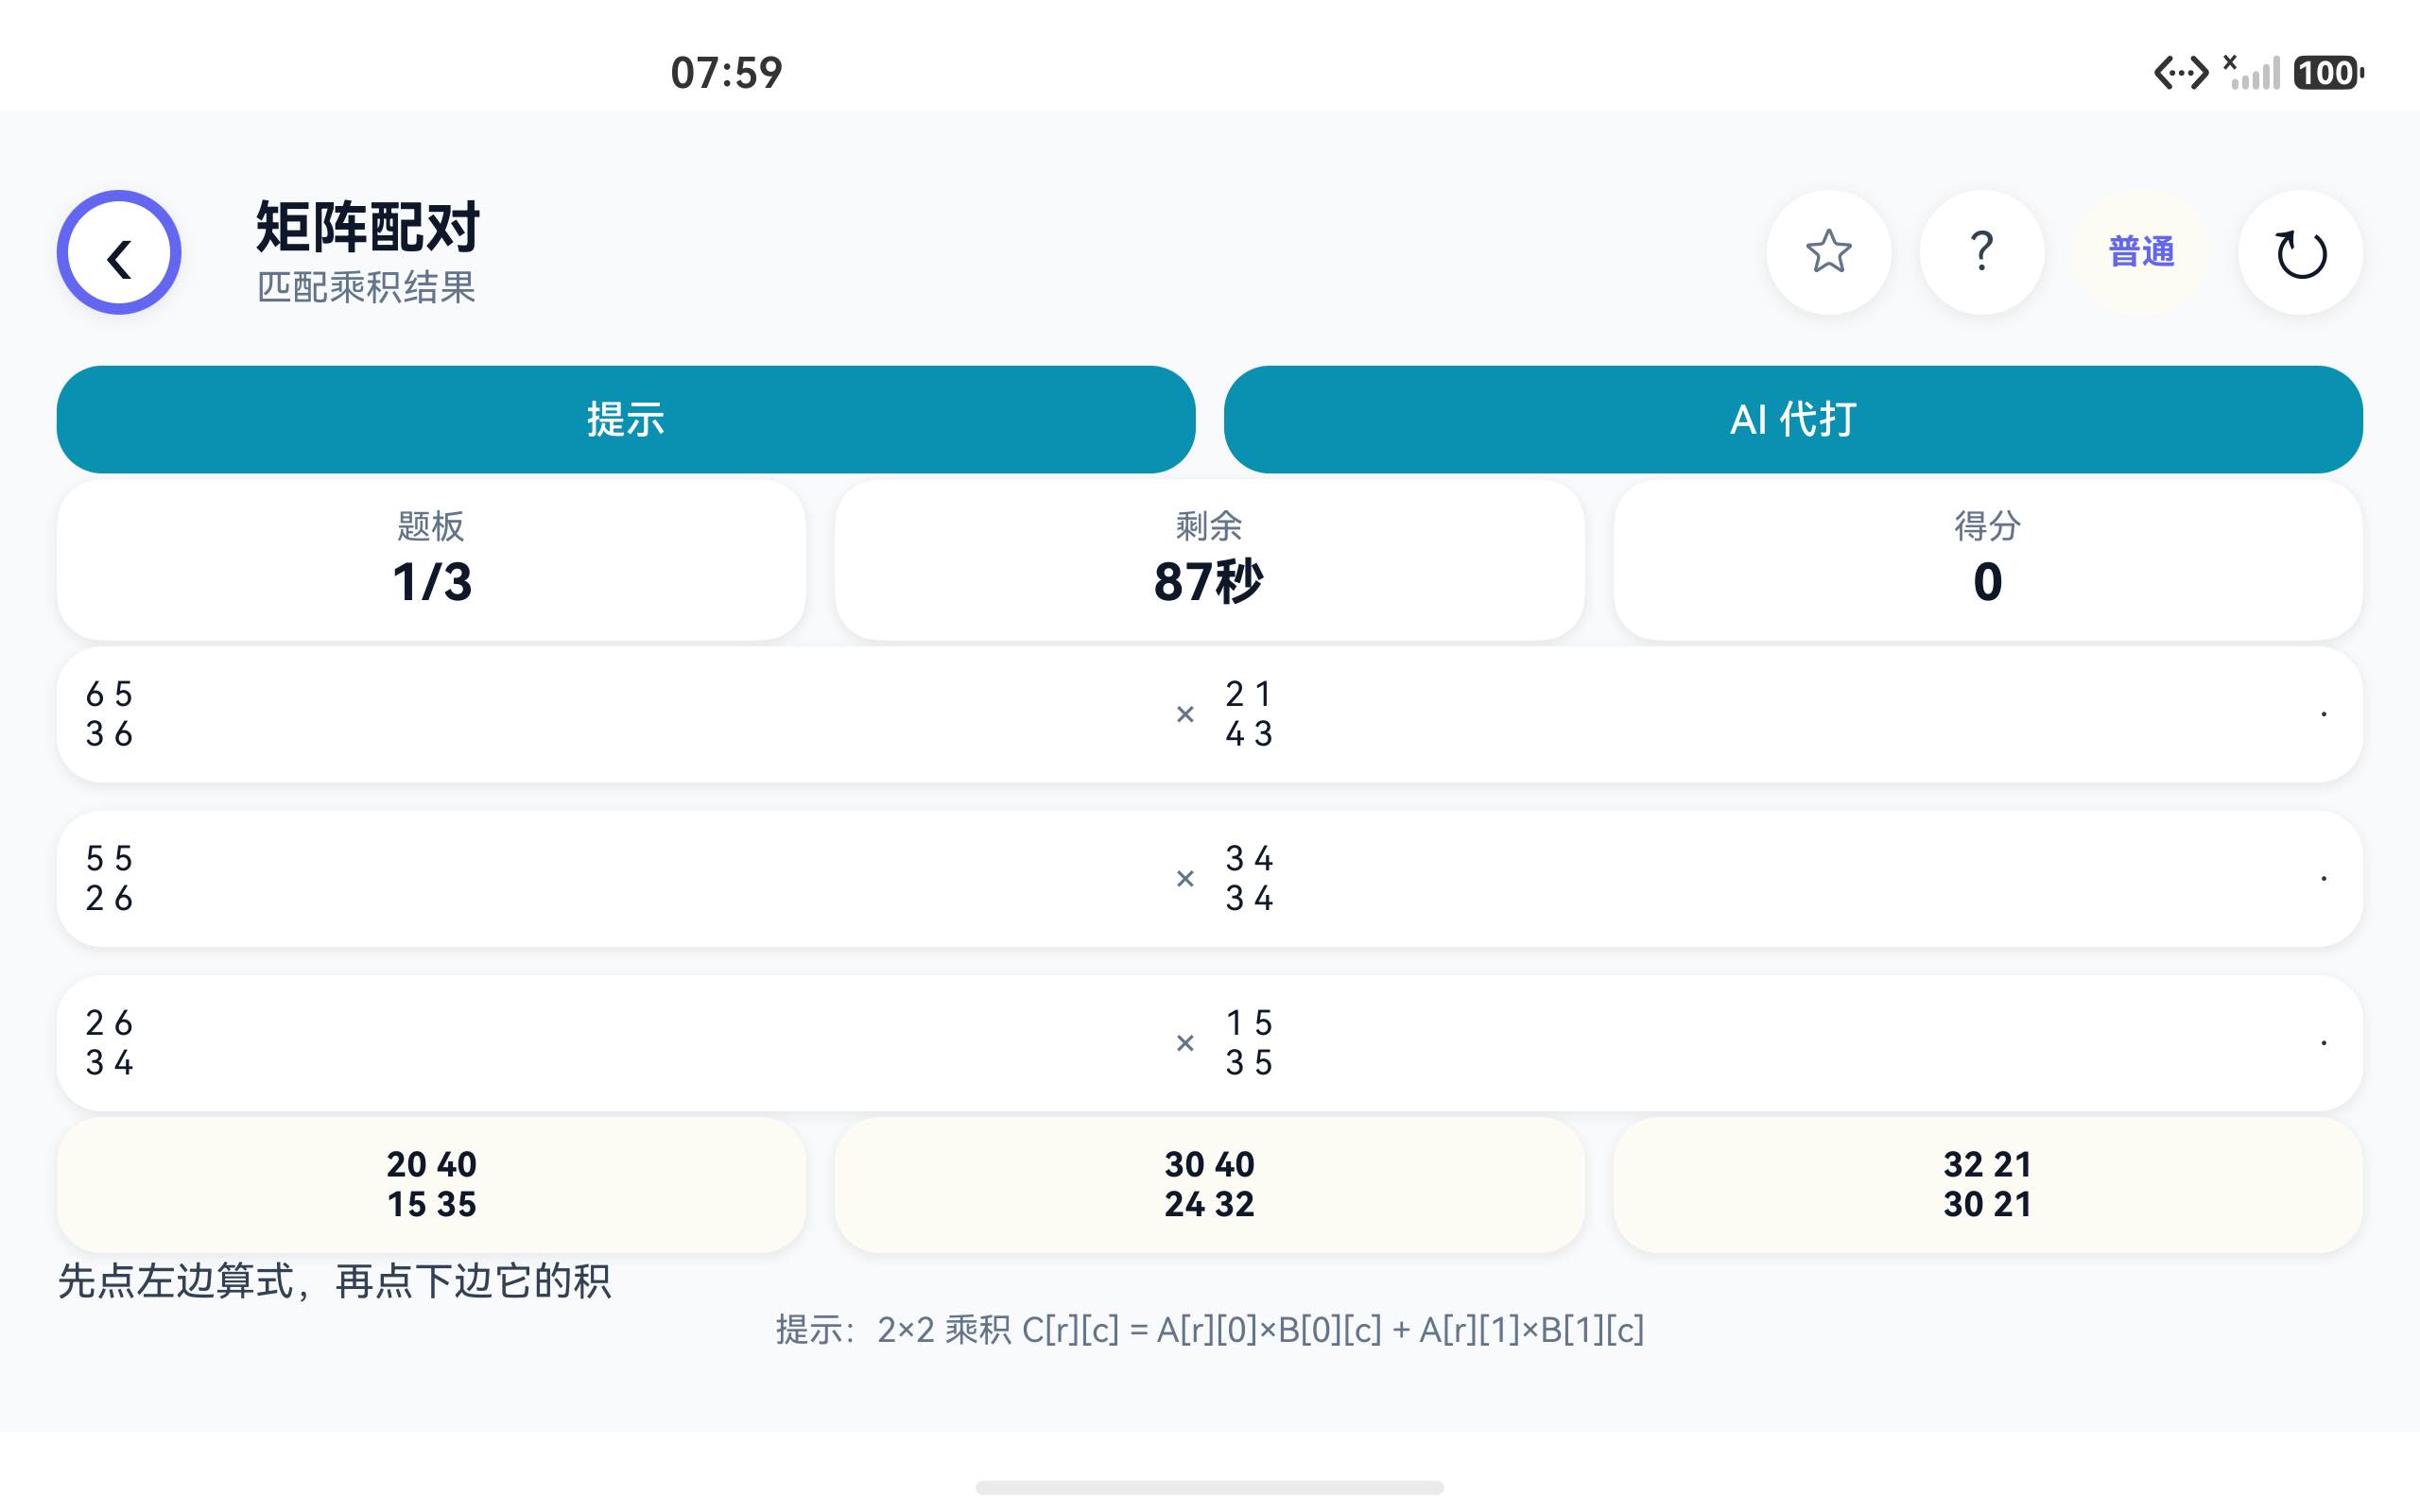 07:59
100
矩阵配对
匹配乘积结果
?
普通
提示
AI 代打
题板
1/3
剩余
87秒
得分
0
6 5
3 6
×
2 1
4 3
·
5 5
2 6
×
3 4
3 4
·
2 6
3 4
×
1 5
3 5
·
20 40
15 35
30 40
24 32
32 21
30 21
先点左边算式，再点下边它的积
提示：2×2 乘积 C[r][c] = A[r][0]×B[0][c] + A[r][1]×B[1][c]